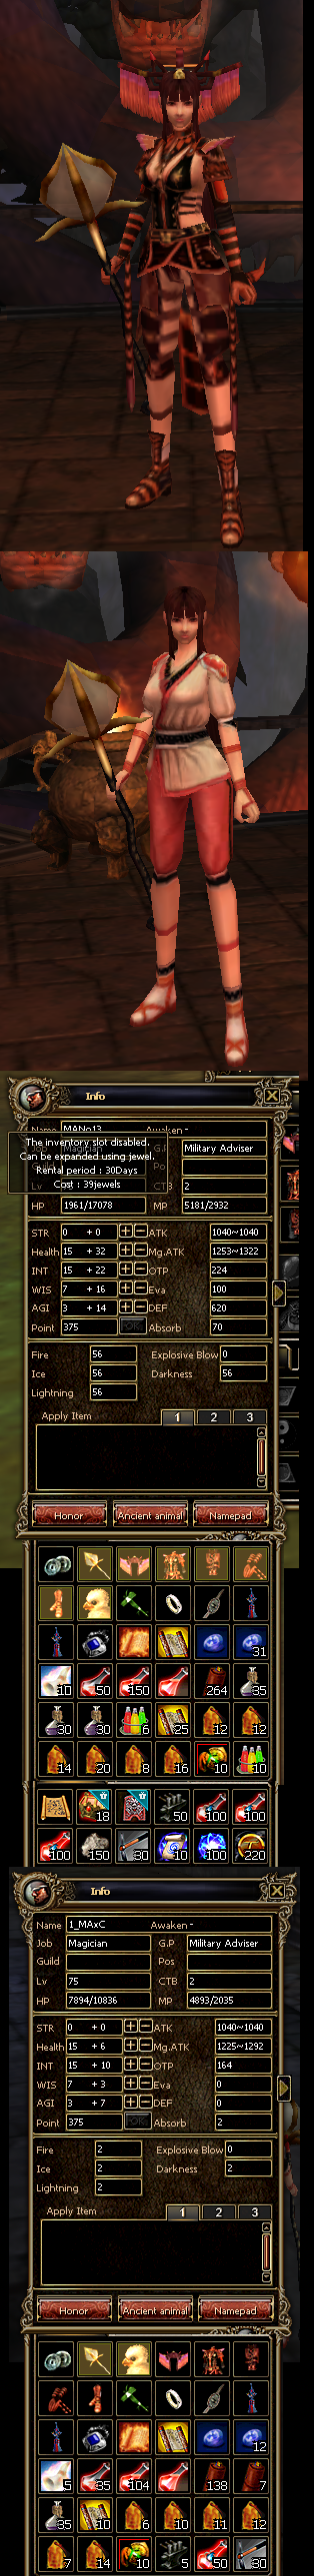 Info
Name MANo13 Awaken -
The inventory slot disabled.
Can be expanded using jewel.
Rental period : 30Days
Cost : 39jewels
Job Magician G.P Military Adviser
Lv CTB 2
HP 1961/17078 MP 5181/2932
STR 0 + 0 + - ATK 1040~1040
Health 15 + 32 + - Mg.ATK 1253~1322
INT 15 + 22 + - OTP 224
WIS 7 + 16 + - Eva 100
AGI 3 + 14 + - DEF 620
Point 375 OK Absorb 70
Fire 56 Explosive Blow 0
Ice 56 Darkness 56
Lightning 56
Apply Item 1 2 3
Honor Ancient animal Namepad
31
10 50 150 264 35
30 30 6 25 12 12
14 20 8 16 10 10
18 50 100 100
100 150 30 10 100 220
Info
Name 1_MAxC Awaken -
Job Magician G.P Military Adviser
Guild Pos
Lv 75 CTB 2
HP 7894/10836 MP 4893/2035
STR 0 + 0 + - ATK 1040~1040
Health 15 + 6 + - Mg.ATK 1225~1292
INT 15 + 10 + - OTP 164
WIS 7 + 3 + - Eva 0
AGI 3 + 7 + - DEF 0
Point 375 OK Absorb 2
Fire 2 Explosive Blow 0
Ice 2 Darkness 2
Lightning 2
Apply Item 1 2 3
Honor Ancient animal Namepad
12
5 35 104 138 7
35 10 6 10 11 12
7 14 10 5 50 30